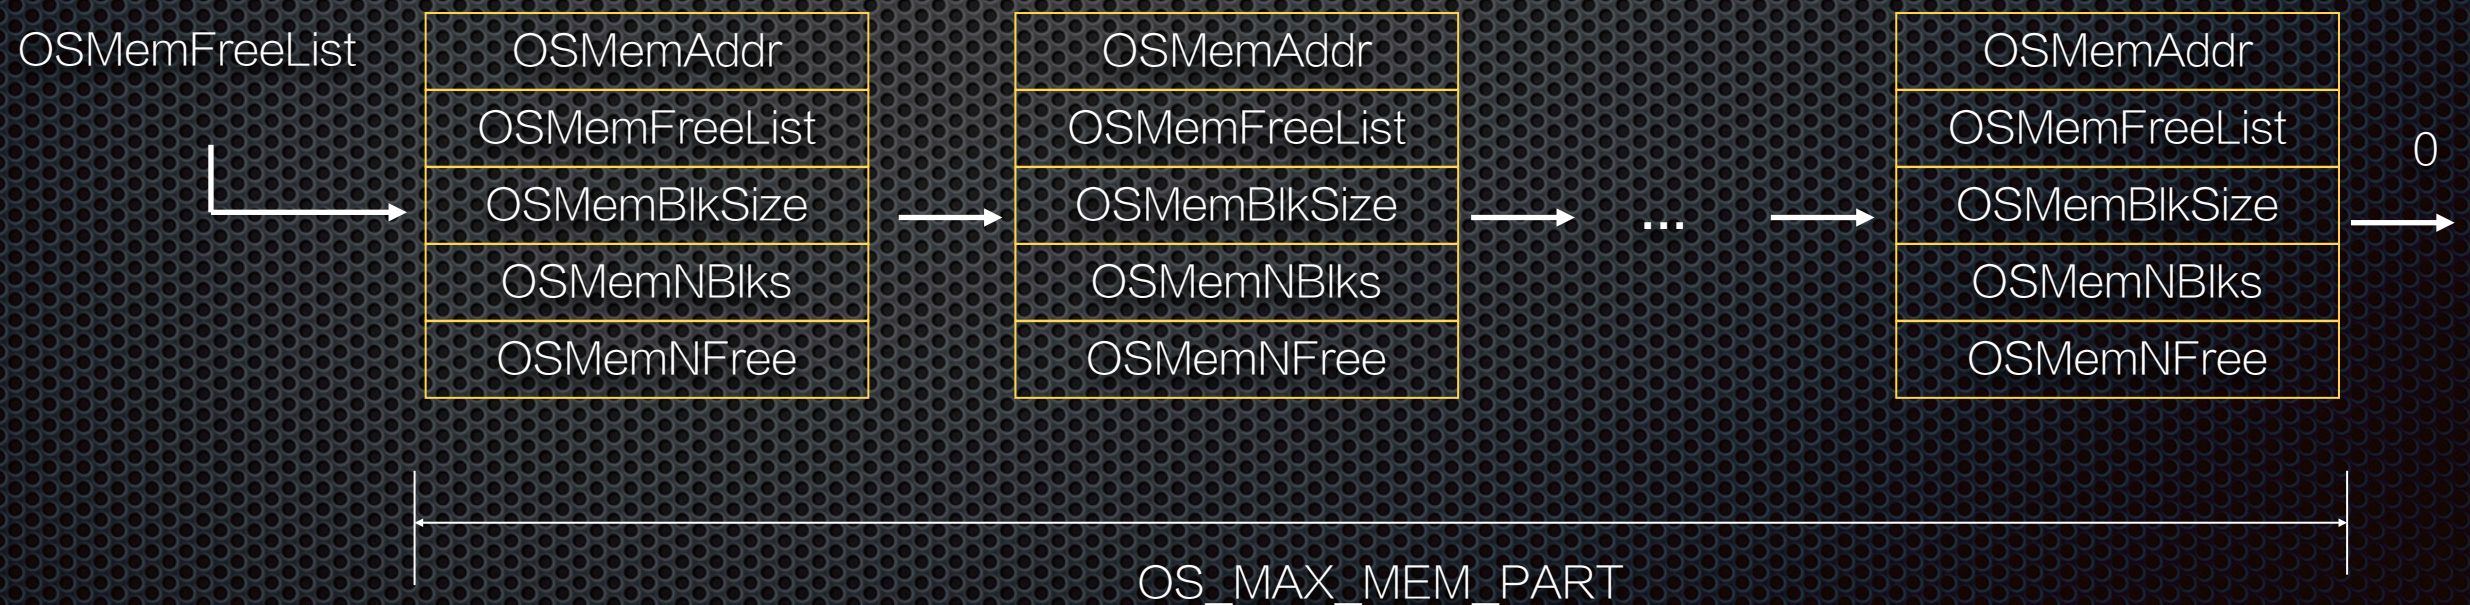 OSMemFreeList
OSMemAddr
OSMemFreeList
OSMemBlkSize
OSMemNBlks
OSMemNFree
OSMemAddr
OSMemFreeList
OSMemBlkSize
OSMemNBlks
OSMemNFree
...
OSMemAddr
OSMemFreeList
OSMemBlkSize
OSMemNBlks
OSMemNFree
0
OS_MAX_MEM_PART